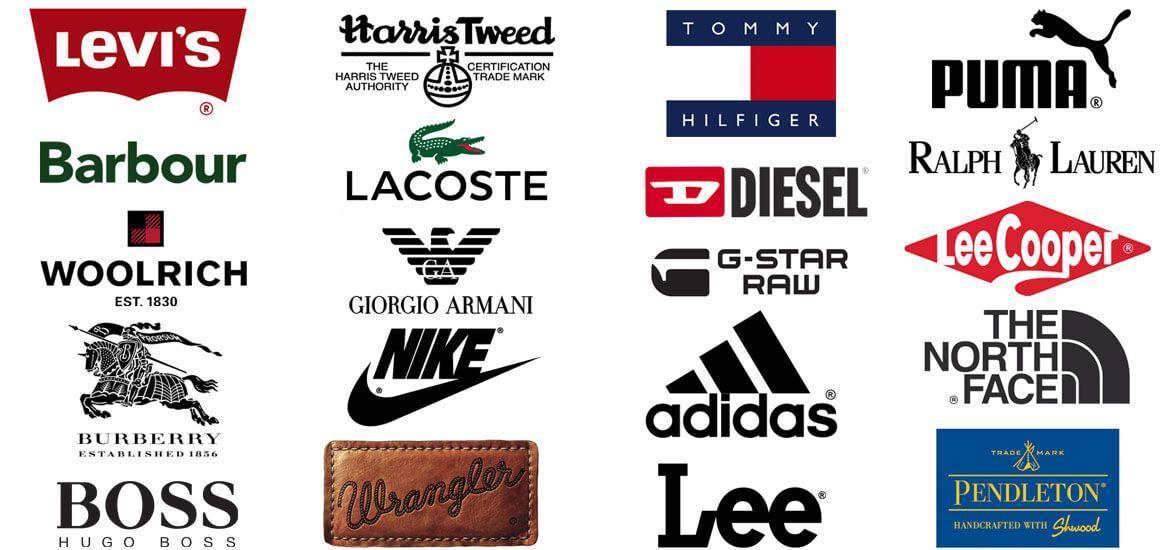 LEVI'S
®
Barbour
WOOLRICH
EST. 1830
PRORSUM
B
BURBERRY
ESTABLISHED 1856
BOSS
HUGO BOSS
Harris Tweed
THE
HARRIS TWEED
AUTHORITY
CERTIFICATION
TRADE MARK
LACOSTE
GA
GIORGIO ARMANI
NIKE®
®
Wrangler
®
TOMMY
HILFIGER
D DIESEL®
G-STAR
RAW
adidas®
Lee®
PUMA®
RALPH LAUREN
Lee Cooper®
THE
NORTH
FACE
®
TRADE MARK
PENDLETON®
HANDCRAFTED WITH Shwood